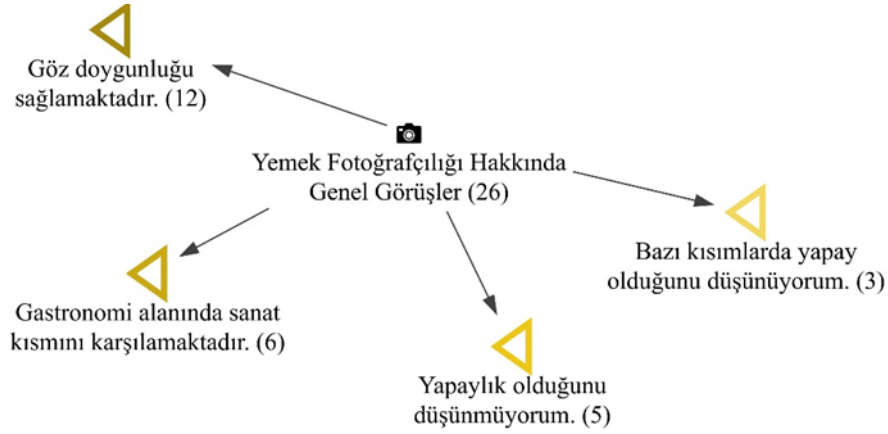 Göz doygunluğu
sağlamaktadır. (12)
Yemek Fotoğrafçılığı Hakkında
Genel Görüşler (26)
Bazı kısımlarda yapay
olduğunu düşünüyorum. (3)
Gastronomi alanında sanat
kısmını karşılamaktadır. (6)
Yapaylık olduğunu
düşünmüyorum. (5)